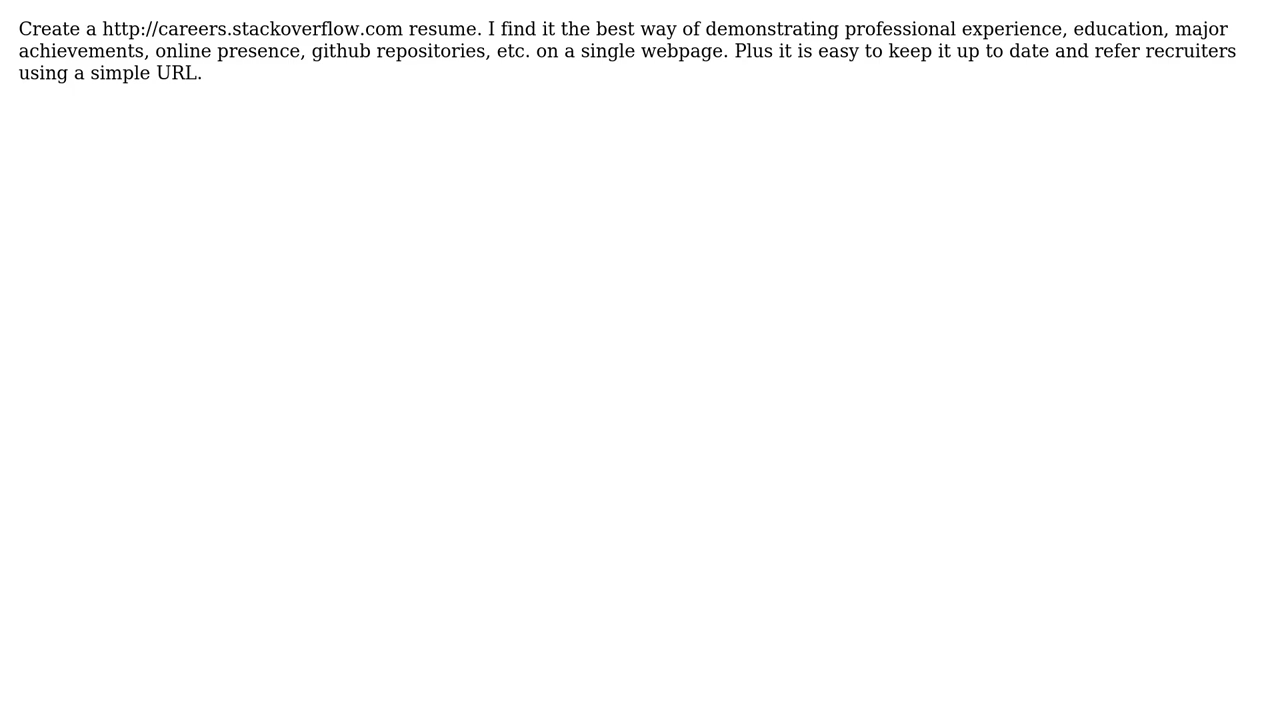 Create a http://careers.stackoverflow.com resume. I find it the best way of demonstrating professional experience, education, major
achievements, online presence, github repositories, etc. on a single webpage. Plus it is easy to keep it up to date and refer recruiters
using a simple URL.